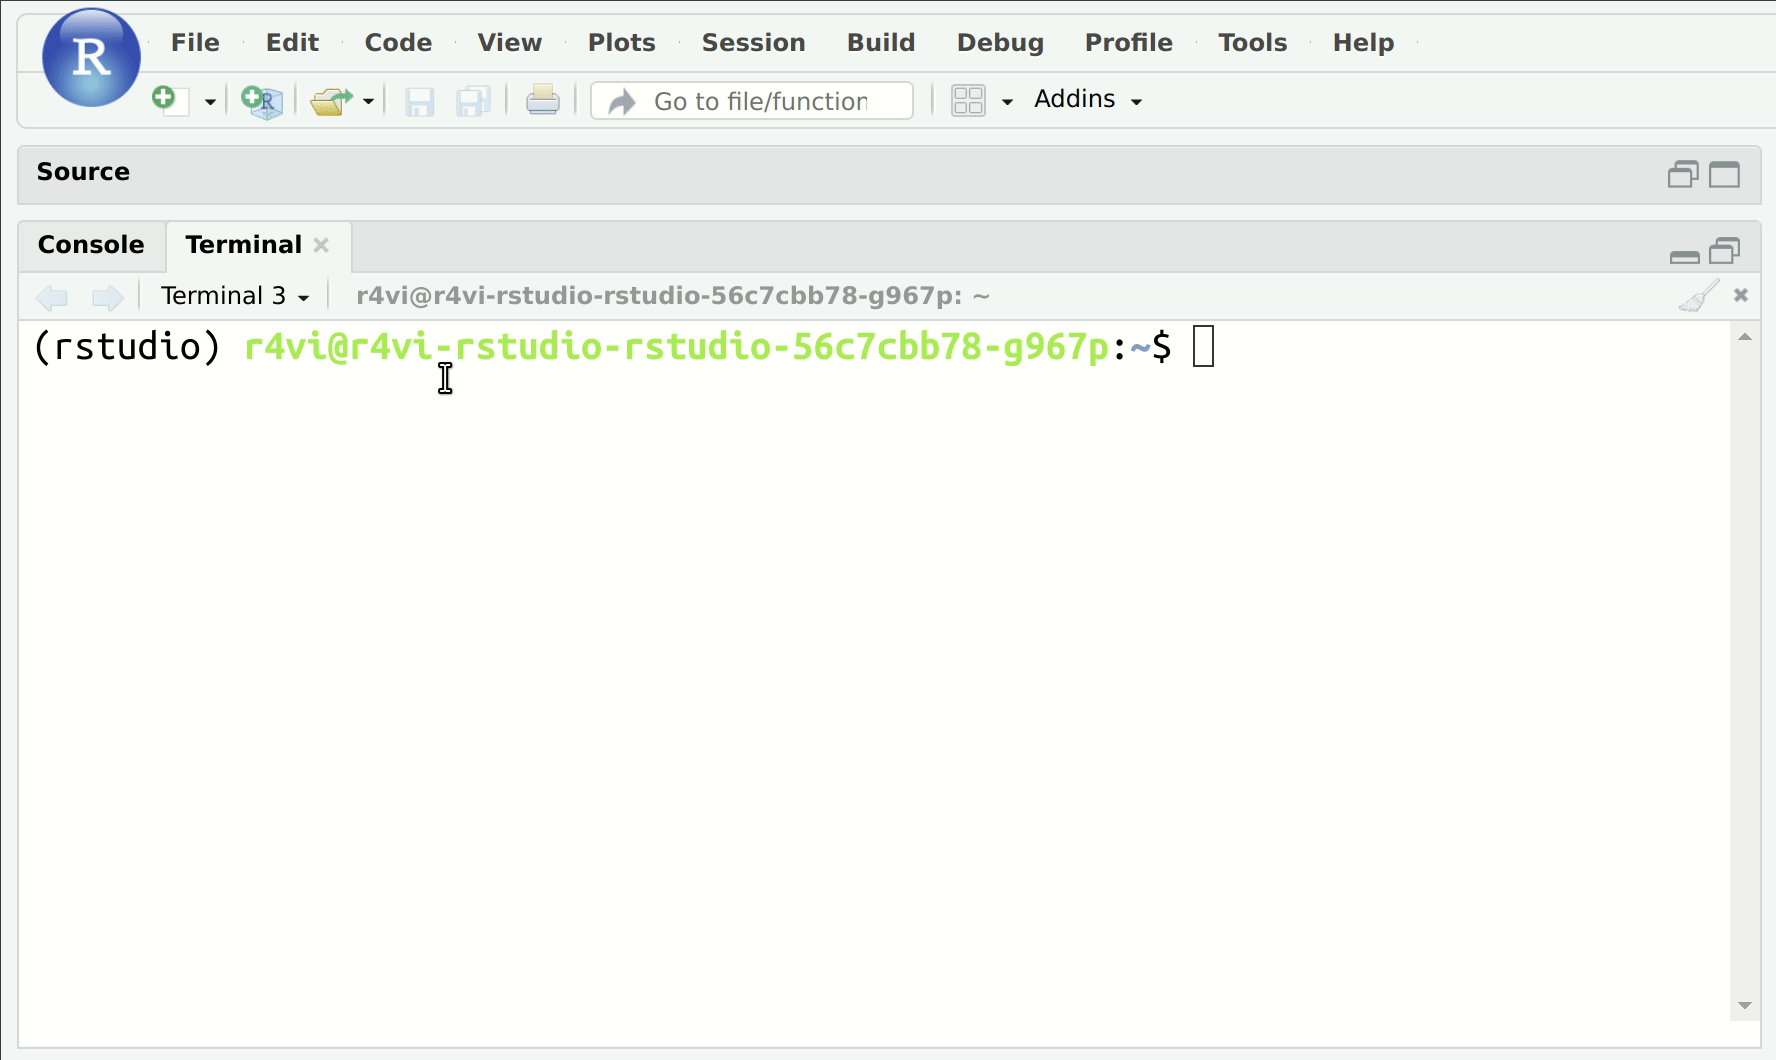 R File Edit Code View Plots Session Build Debug Profile Tools Help
R Go to file/function Addins
Source
Console Terminal
Terminal 3 r4vi@r4vi-rstudio-rstudio-56c7cbb78-g967p: ~
(rstudio) r4vi@r4vi-rstudio-rstudio-56c7cbb78-g967p:~$